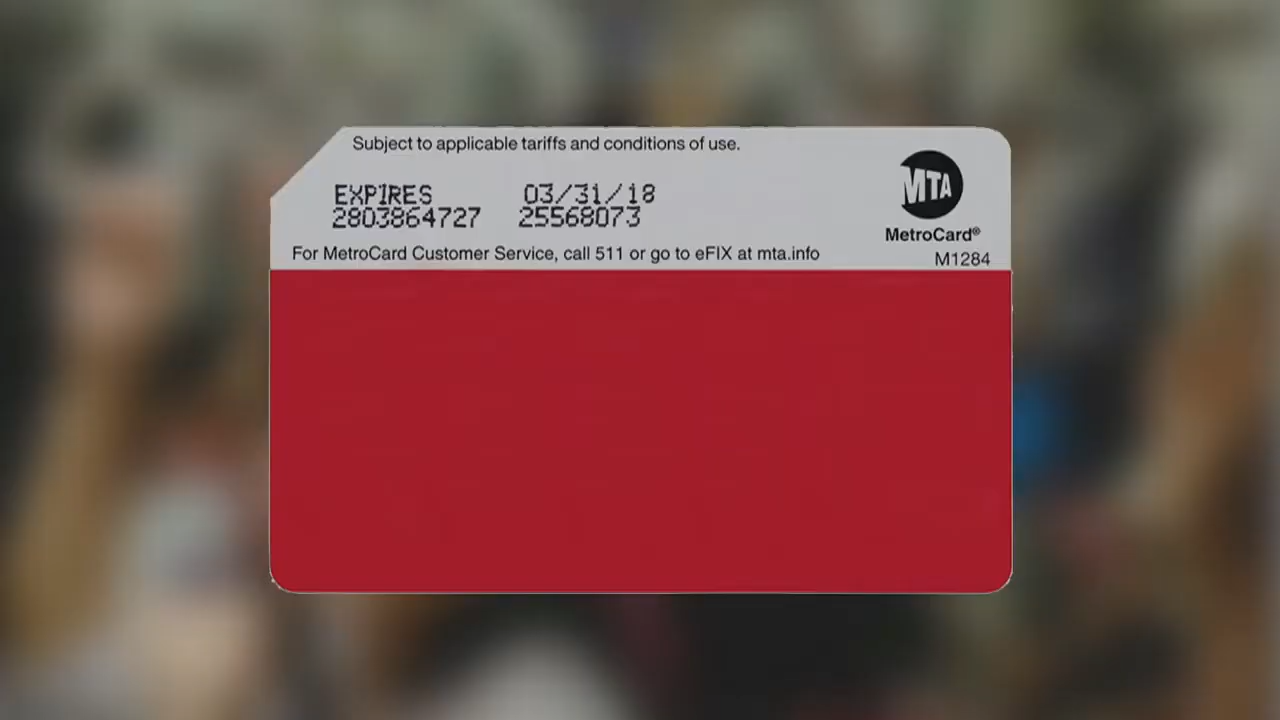 Subject to applicable tariffs and conditions of use.
EXPIRES 03/31/18
2803864727 25568073
MTA
MetroCard®
For MetroCard Customer Service, call 511 or go to eFIX at mta.info
M1284